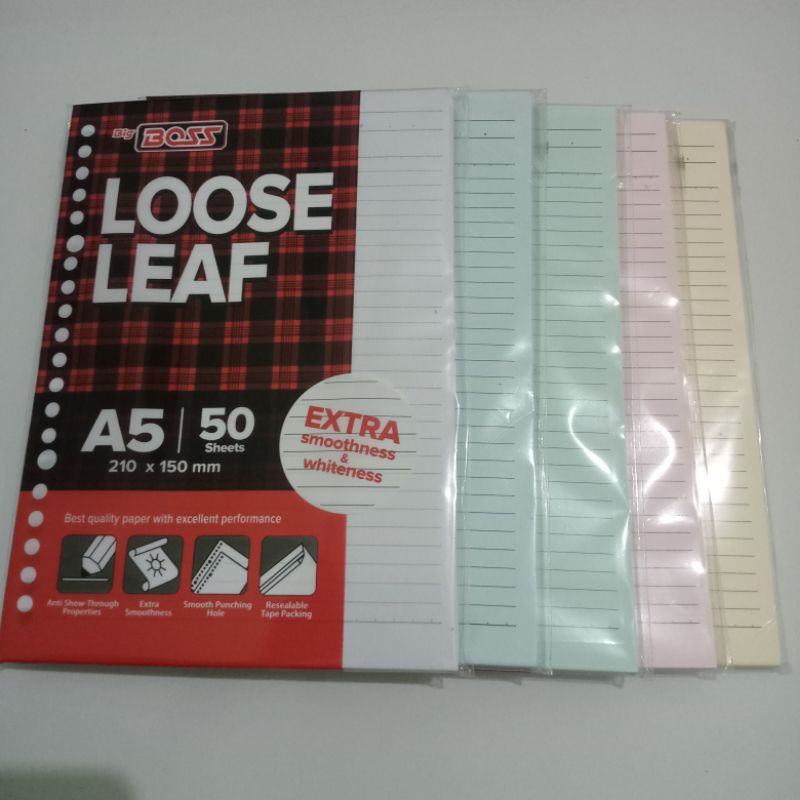 Big BOSS
LOOSE
LEAF
A5 | 50
Sheets
210 x 150 mm
EXTRA
smoothness
&
whiteness
Best quality paper with excellent performance
Anti Show-Through
Properties
Extra
Smoothness
Smooth Punching
Hole
Resealable
Tape Packing